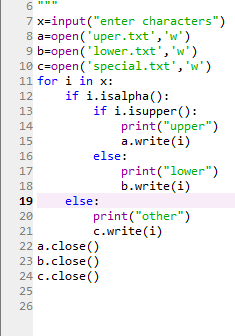 6 """
7 x=input("enter characters")
8 a=open('uper.txt','w')
9 b=open('lower.txt','w')
10 c=open('special.txt','w')
11 for i in x:
12     if i.isalpha():
13         if i.isupper():
14             print("upper")
15             a.write(i)
16         else:
17             print("lower")
18             b.write(i)
19     else:
20         print("other")
21         c.write(i)
22 a.close()
23 b.close()
24 c.close()
25
26